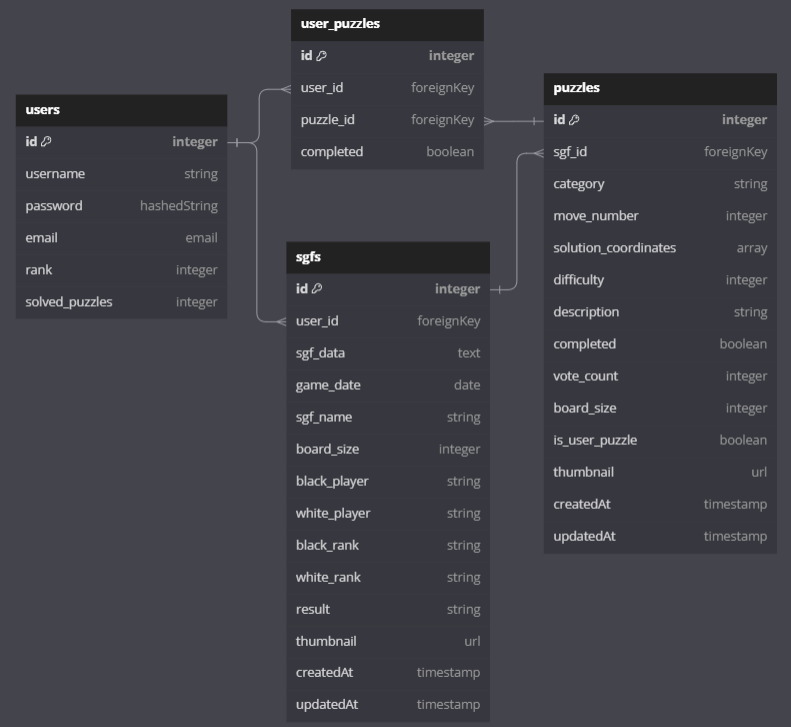 user_puzzles
id integer
user_id foreignKey
puzzle_id foreignKey
completed boolean
users
id integer
username string
password hashedString
email email
rank integer
solved_puzzles integer
puzzles
id integer
sgf_id foreignKey
category string
move_number integer
solution_coordinates array
difficulty integer
description string
completed boolean
vote_count integer
board_size integer
is_user_puzzle boolean
thumbnail url
createdAt timestamp
updatedAt timestamp
sgfs
id integer
user_id foreignKey
sgf_data text
game_date date
sgf_name string
board_size integer
black_player string
white_player string
black_rank string
white_rank string
result string
thumbnail url
createdAt timestamp
updatedAt timestamp